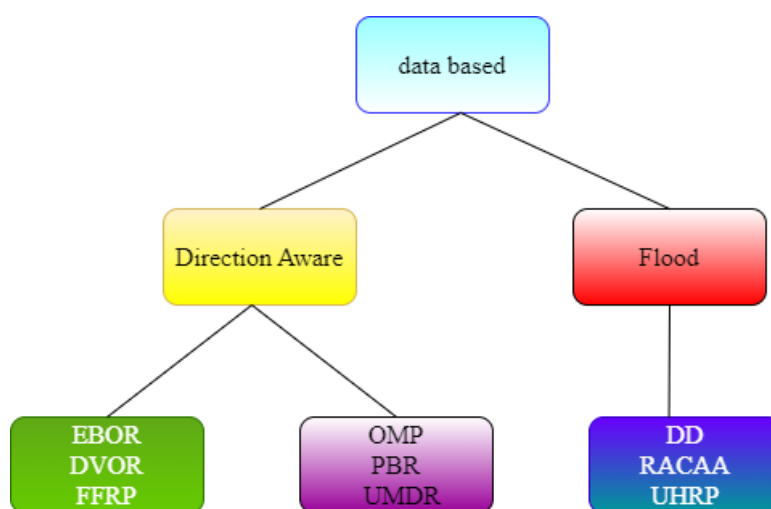 data based
Direction Aware
Flood
EBOR
DVOR
FFRP
OMP
PBR
UMDR
DD
RACAA
UHRP